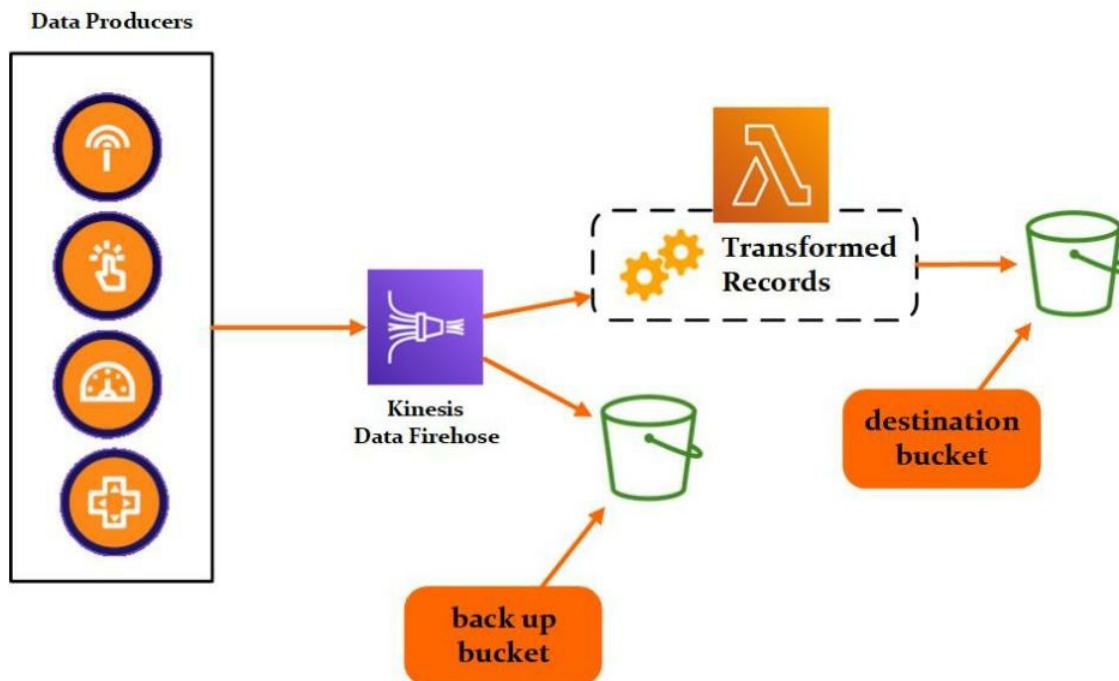 Data Producers
Transformed
Records
Kinesis
Data Firehose
destination
bucket
back up
bucket